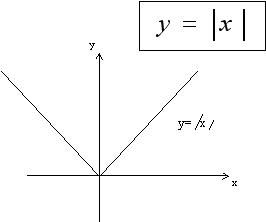 y = |x|
y
y= /x/
x